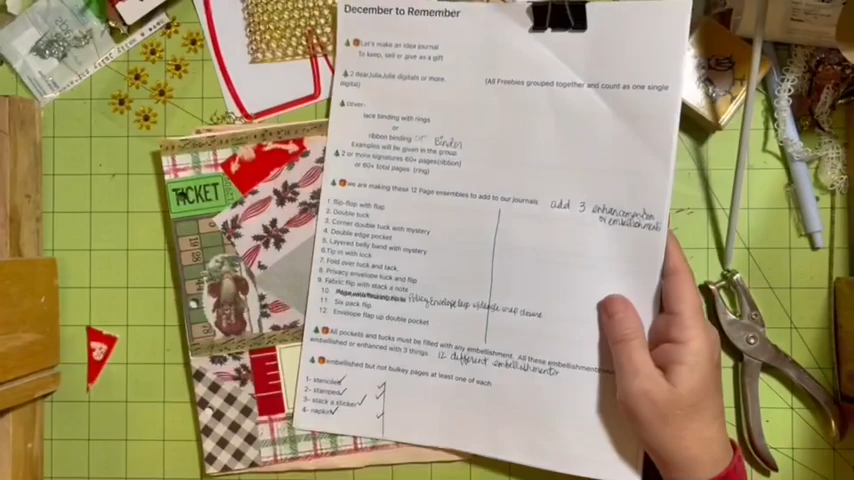 December to Remember
Let's make an idea journal
To keep, sell or give as a gift
2 dearJulieJulie digitals or more.
digital)
(All Freebies grouped together and count as one single
cover-
lace binding with rings
or
ribbon binding or Binder
Examples will be given in the group.
2 or more signatures 60+ pages(ribbon)
or 60+ total pages (ring)
we are making these 12 Page ensembles to add to our journals
add 3 enhancements
or embellishments
1. flip-flop with flap
2. Double tuck
3. Corner double tuck with mystery
4. Double edge pocket
5. Layered belly band with mystery
6. Tip in with lock
7. Fold over tuck and tack.
8. Privacy envelope tuck and flip
9. Fabric flip with stack a note
10. Envelope
11. Six pack flip
12. Envelope flap up double pocket
All pockets and tucks must be filled with any embellishment. All these embellishments
embellished or enhanced with 3 things. 12 different embellishments
embellished but not bulkey pages at least one of each
1- stenciled
2- stamped
3- stack a sticker
4- napkin
TICKET